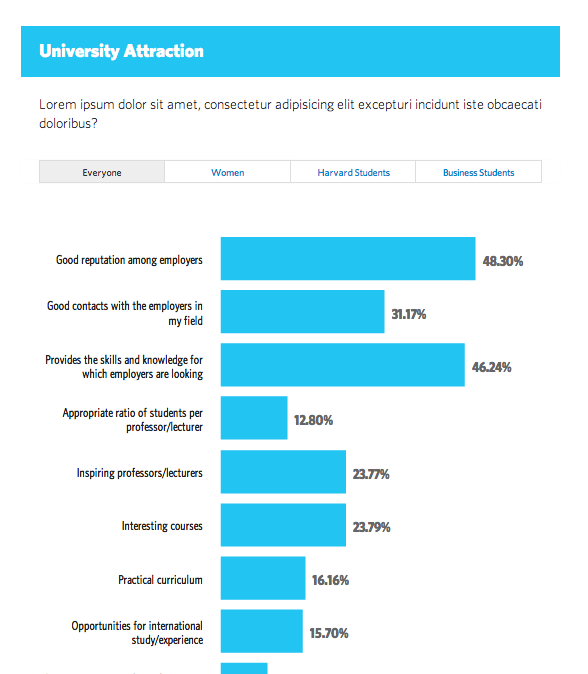 University Attraction
Lorem ipsum dolor sit amet, consectetur adipisicing elit excepturi incidunt iste obcaecati
doloribus?
Everyone
Women
Harvard Students
Business Students
Good reputation among employers
48.30%
Good contacts with the employers in
my field
31.17%
Provides the skills and knowledge for
which employers are looking
46.24%
Appropriate ratio of students per
professor/lecturer
12.80%
Inspiring professors/lecturers
23.77%
Interesting courses
23.79%
Practical curriculum
16.16%
Opportunities for international
study/experience
15.70%